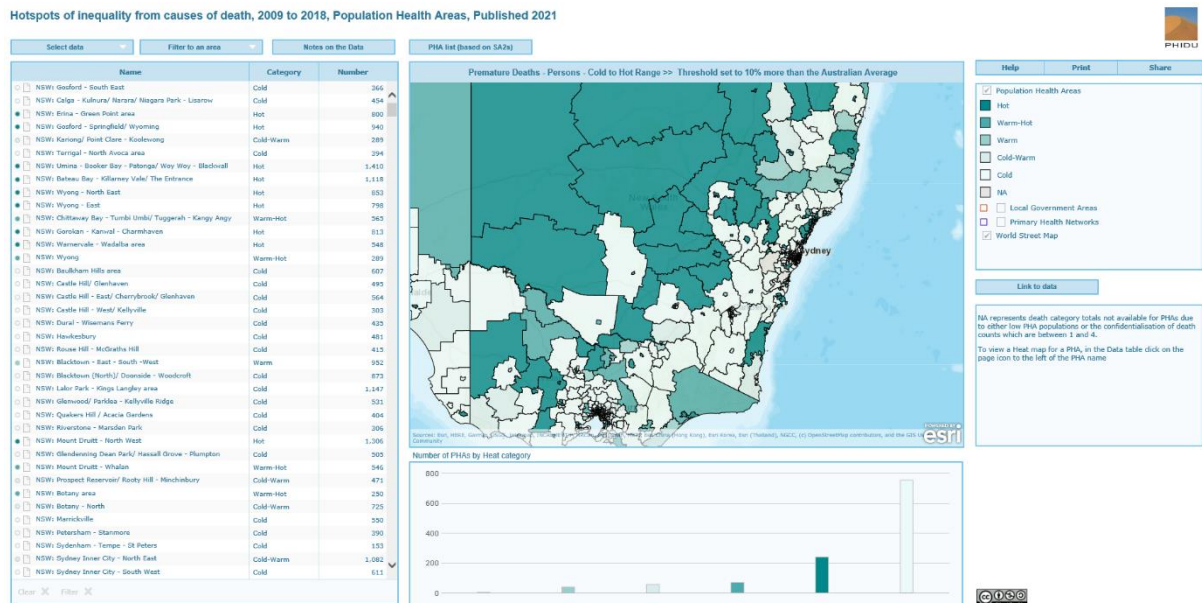 Hotspots of inequality from causes of death, 2009 to 2018, Population Health Areas, Published 2021
PHIDU
Select data
Filter to an area
Notes on the Data
PHA list (based on SA2s)
Name Category Number
NSW: Gosford - South East Cold 366
NSW: Calga - Kulnura/ Narara/ Niagara Park - Lisarow Cold 454
NSW: Erina - Green Point area Hot 800
NSW: Gosford - Springfield/ Wyoming Hot 940
NSW: Kariong/ Point Clare - Koolewong Cold-Warm 289
NSW: Terrigal - North Avoca area Cold 394
NSW: Umina - Booker Bay - Patonga/ Woy Woy - Blackwall Hot 1,410
NSW: Bateau Bay - Killarney Vale/ The Entrance Hot 1,118
NSW: Wyong - North East Hot 853
NSW: Wyong - East Hot 798
NSW: Chittaway Bay - Tumbi Umbi/ Tuggerah - Kangy Angy Warm-Hot 563
NSW: Gorokan - Kanwal - Charmhaven Hot 813
NSW: Warnervale - Wadalba area Hot 548
NSW: Wyong Warm-Hot 289
NSW: Baulkham Hills area Cold 607
NSW: Castle Hill/ Glenhaven Cold 495
NSW: Castle Hill - East/ Cherrybrook/ Glenhaven Cold 564
NSW: Castle Hill - West/ Kellyville Cold 303
NSW: Dural - Wisemans Ferry Cold 435
NSW: Hawkesbury Cold 481
NSW: Rouse Hill - McGraths Hill Cold 415
NSW: Blacktown - East - South -West Warm 952
NSW: Blacktown (North)/ Doonside - Woodcroft Cold 873
NSW: Lalor Park - Kings Langley area Cold 1,147
NSW: Glenwood/ Parklea - Kellyville Ridge Cold 531
NSW: Quakers Hill / Acacia Gardens Cold 404
NSW: Riverstone - Marsden Park Cold 306
NSW: Mount Druitt - North West Hot 1,306
NSW: Glendenning Dean Park/ Hassall Grove - Plumpton Cold 505
NSW: Mount Druitt - Whalan Warm-Hot 546
NSW: Prospect Reservoir/ Rooty Hill - Minchinbury Cold-Warm 471
NSW: Botany area Warm-Hot 250
NSW: Botany - North Cold-Warm 725
NSW: Marrickville Cold 550
NSW: Petersham - Stanmore Cold 390
NSW: Sydenham - Tempe - St Peters Cold 153
NSW: Sydney Inner City - North East Cold-Warm 1,082
NSW: Sydney Inner City - South West Cold 611
Clear Filter
Premature Deaths - Persons - Cold to Hot Range >> Threshold set to 10% more than the Australian Average
Sydney
POWERED BY
esri
Number of PHAs by Heat category
800
600
400
200
0
Help
Print
Share
Population Health Areas
Hot
Warm-Hot
Warm
Cold-Warm
Cold
NA
Local Government Areas
Primary Health Networks
World Street Map
Link to data
NA represents death category totals not available for PHAs due
to either low PHA populations or the confidentialisation of death
counts which are between 1 and 4.
To view a Heat map for a PHA, in the Data table click on the
page icon to the left of the PHA name